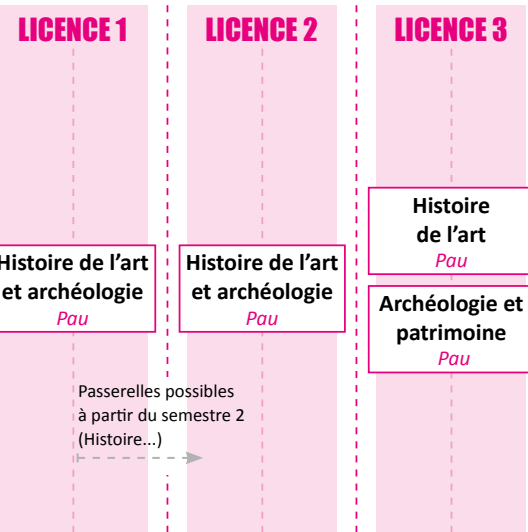 LICENCE 1
LICENCE 2
LICENCE 3
Histoire de l’art
et archéologie
Pau
Histoire de l’art
et archéologie
Pau
Histoire
de l’art
Pau
Archéologie et
patrimoine
Pau
Passerelles possibles
à partir du semestre 2
(Histoire...)